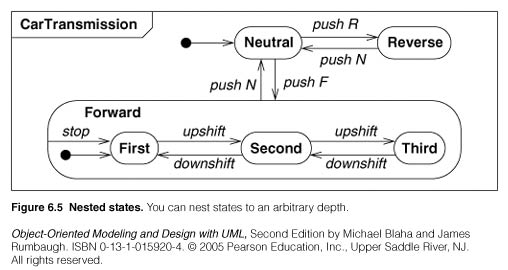 CarTransmission
push R
Neutral
Reverse
push N
push N
push F
Forward
stop
upshift
upshift
First
Second
Third
downshift
downshift
Figure 6.5 Nested states. You can nest states to an arbitrary depth.
Object-Oriented Modeling and Design with UML, Second Edition by Michael Blaha and James
Rumbaugh. ISBN 0-13-1-015920-4. © 2005 Pearson Education, Inc., Upper Saddle River, NJ.
All rights reserved.